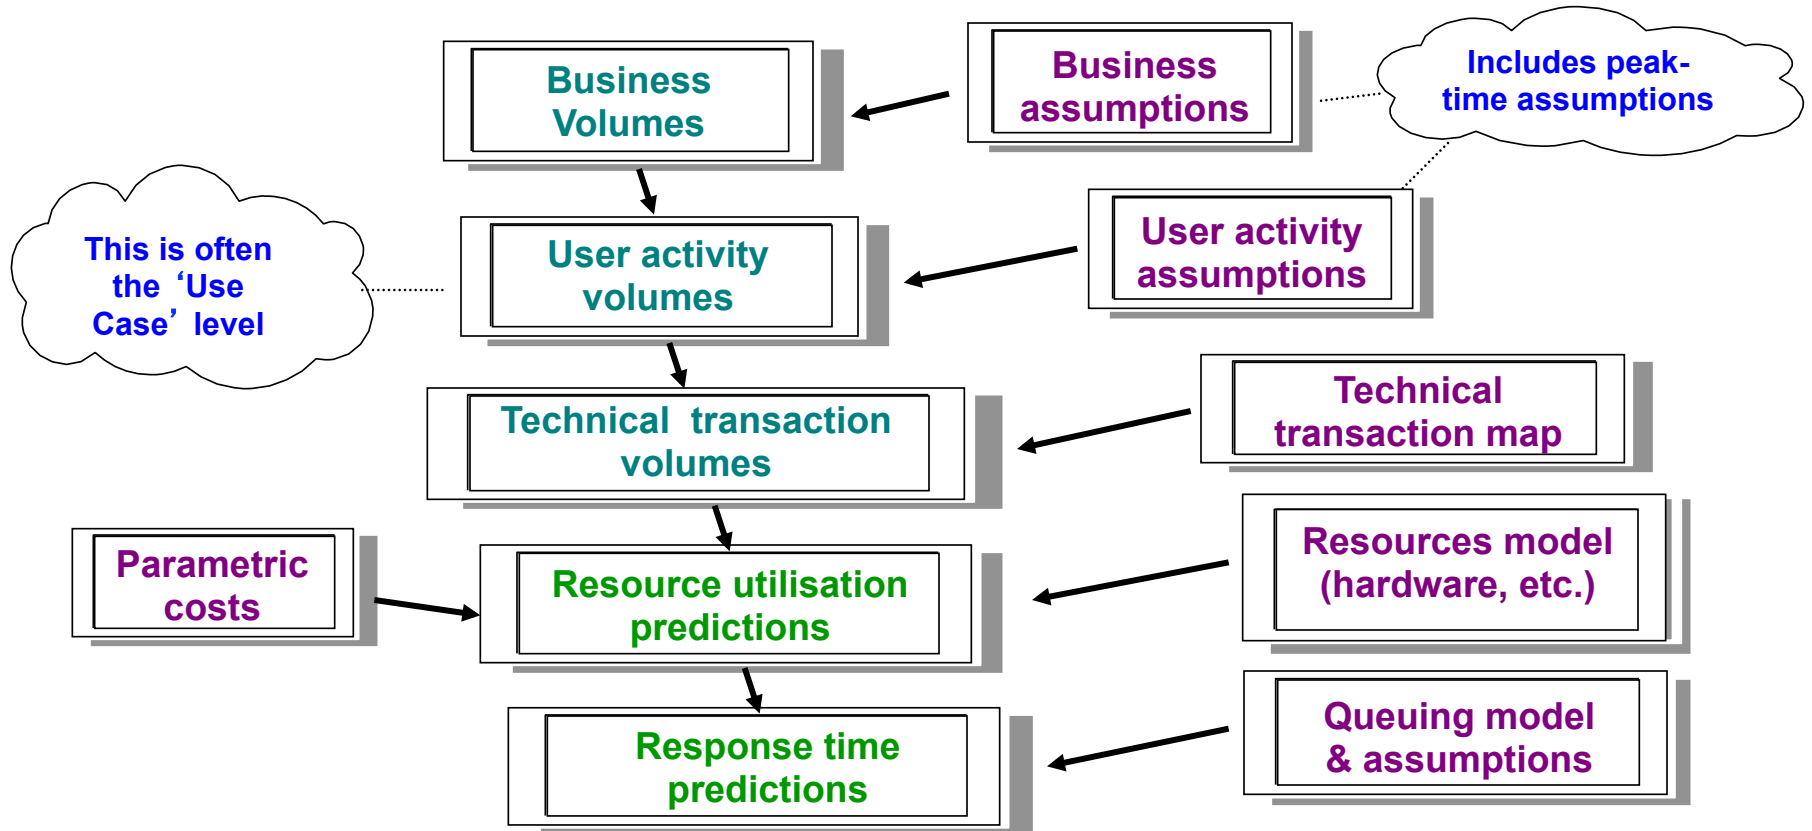 Business
Volumes
Business
assumptions
Includes peak-
time assumptions
This is often
the ‘Use
Case’ level
User activity
volumes
User activity
assumptions
Technical transaction
volumes
Technical
transaction map
Parametric
costs
Resource utilisation
predictions
Resources model
(hardware, etc.)
Response time
predictions
Queuing model
& assumptions